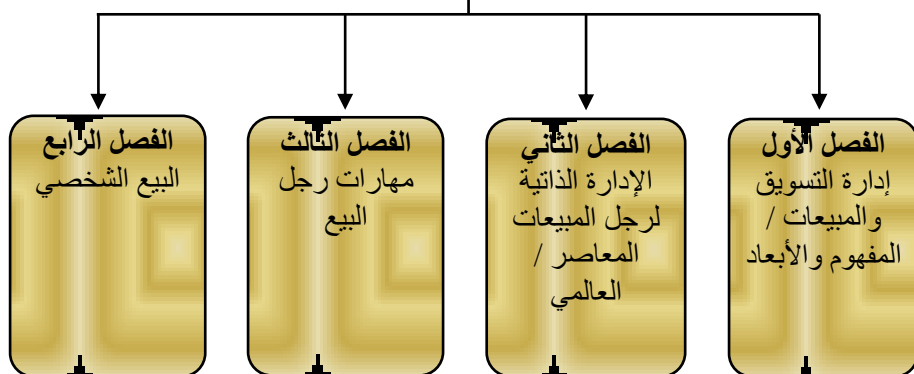 الفصل الأول
إدارة التسويق
والمبيعات /
المفهوم والأبعاد
الفصل الثاني
الإدارة الذاتية
لرجل المبيعات
المعاصر /
العالمي
الفصل الثالث
مهارات رجل
البيع
الفصل الرابع
البيع الشخصي